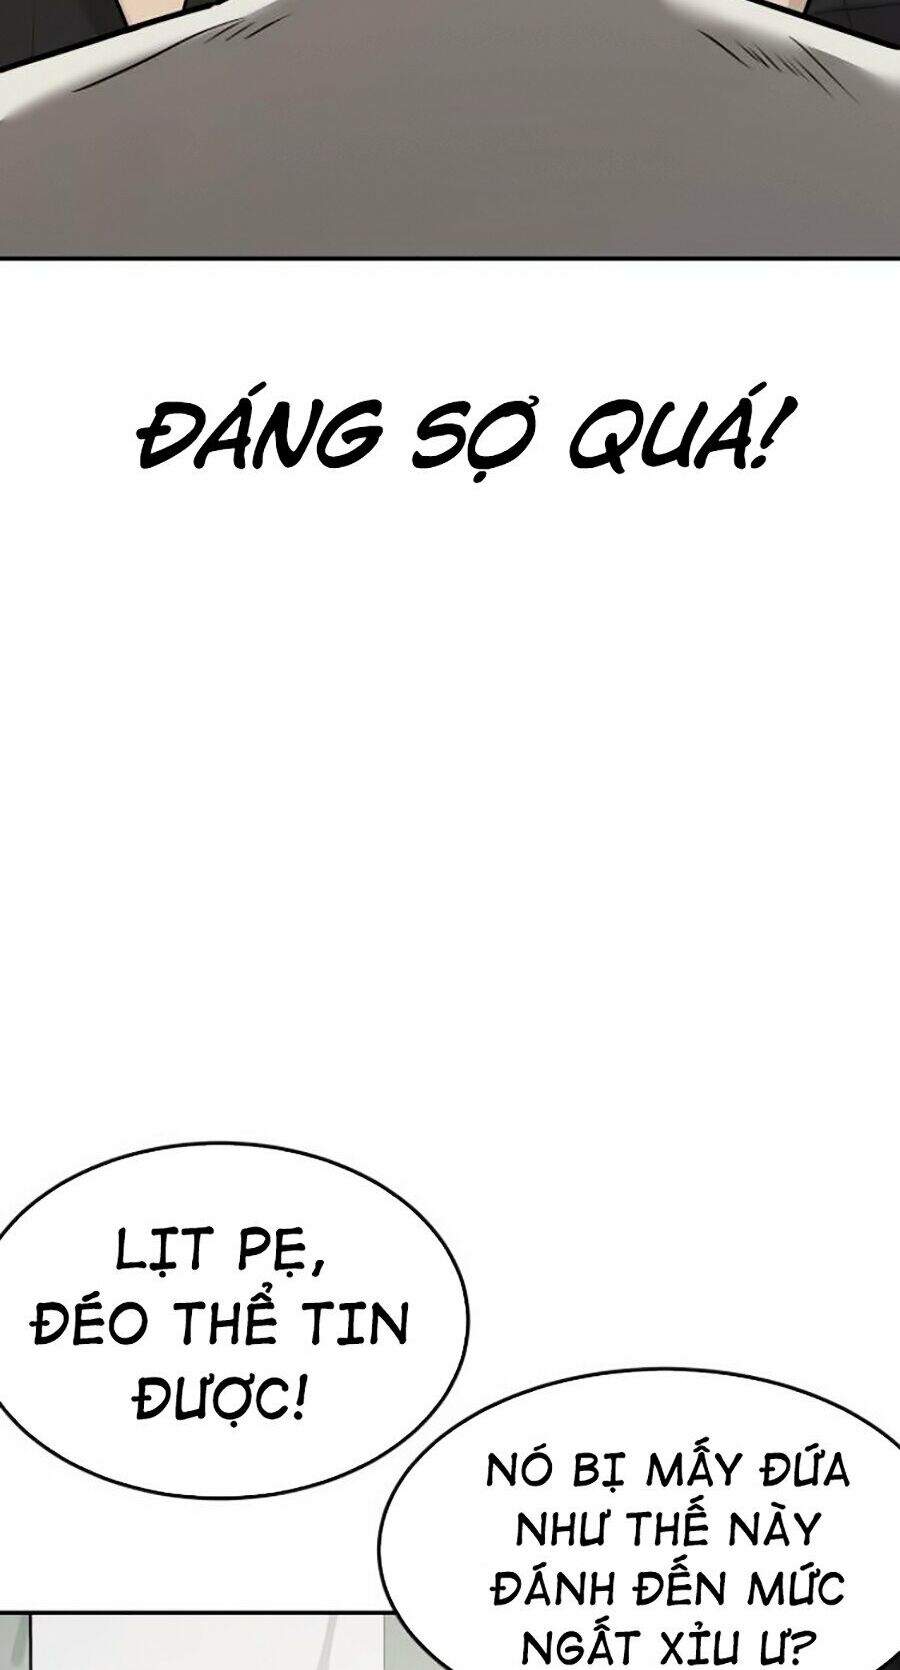 ĐÁNG SỢ QUÁ!
LỊT PẸ,
ĐÉO THỂ TIN
ĐƯỢC!
NÓ BỊ MẤY ĐỨA
NHƯ THẾ NÀY
ĐÁNH ĐẾN MỨC
NGẤT XỈU Ư?